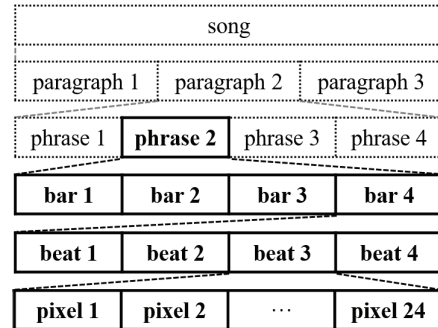 song
paragraph 1 paragraph 2 paragraph 3
phrase 1 phrase 2 phrase 3 phrase 4
bar 1 bar 2 bar 3 bar 4
beat 1 beat 2 beat 3 beat 4
pixel 1 pixel 2 ··· pixel 24